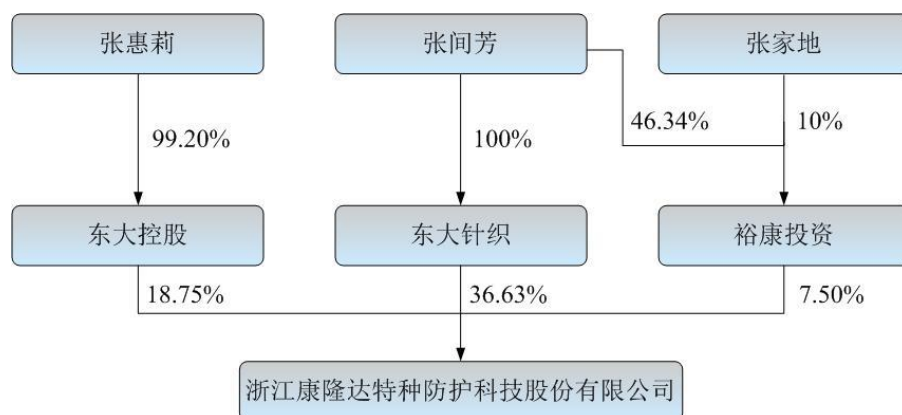 张惠莉
张间芳
张家地
99.20%
100%
46.34%
10%
东大控股
东大针织
裕康投资
18.75%
36.63%
7.50%
浙江康隆达特种防护科技股份有限公司